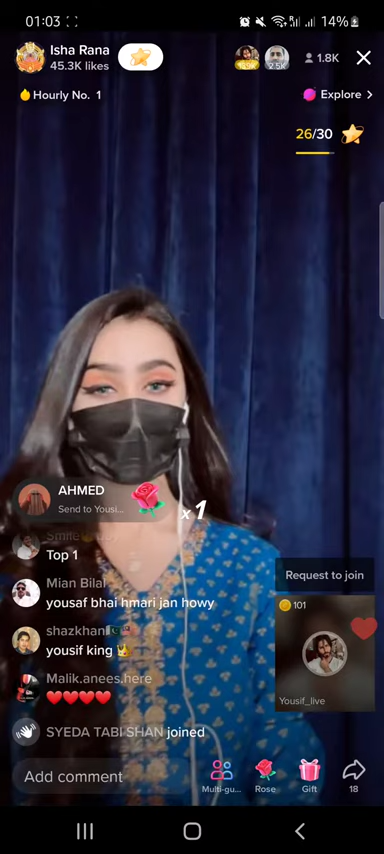 01:03
14%
Isha Rana
45.3K likes
2.5K
1.8K
Hourly No. 1
Explore >
26/30
AHMED
Send to Yousi...
x1
Top 1
Mian Bilal
yousaf bhai hmari jan howy
shazkhan
yousif king
Malik.anees.here
SYEDA TABI SHAN joined
Request to join
101
Yousif_live
Add comment
Multi-gu...
Rose
Gift
18